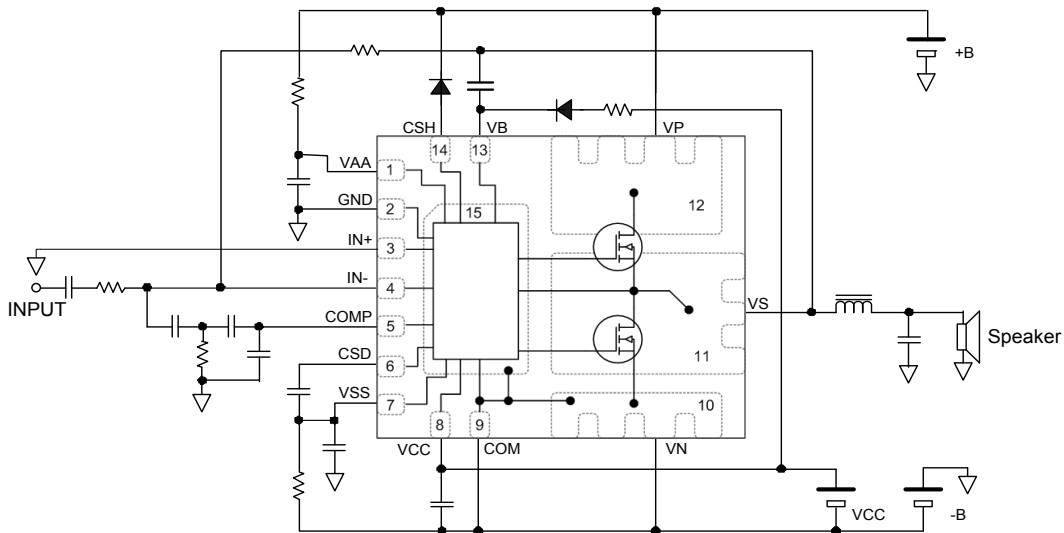 +B
CSH
VB
VP
14
13
VAA
1
12
GND
2
15
IN+
3
IN-
4
INPUT
VS
COMP
5
Speaker
CSD
6
11
VSS
7
10
8
9
VCC
COM
VN
VCC
-B